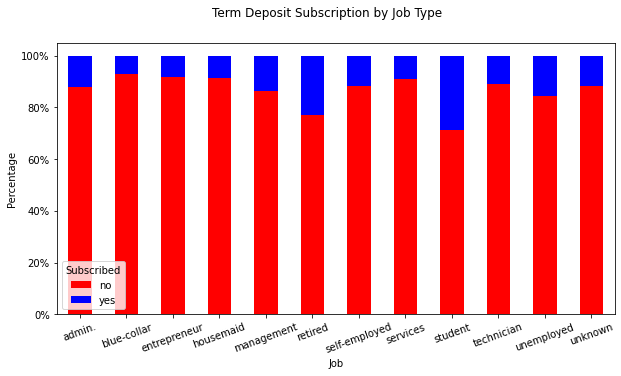 Term Deposit Subscription by Job Type
100%
80%
60%
40%
20%
0%
Percentage
Subscribed
no
yes
admin.
blue-collar
entrepreneur
housemaid
management
retired
self-employed
services
student
technician
unemployed
unknown
Job